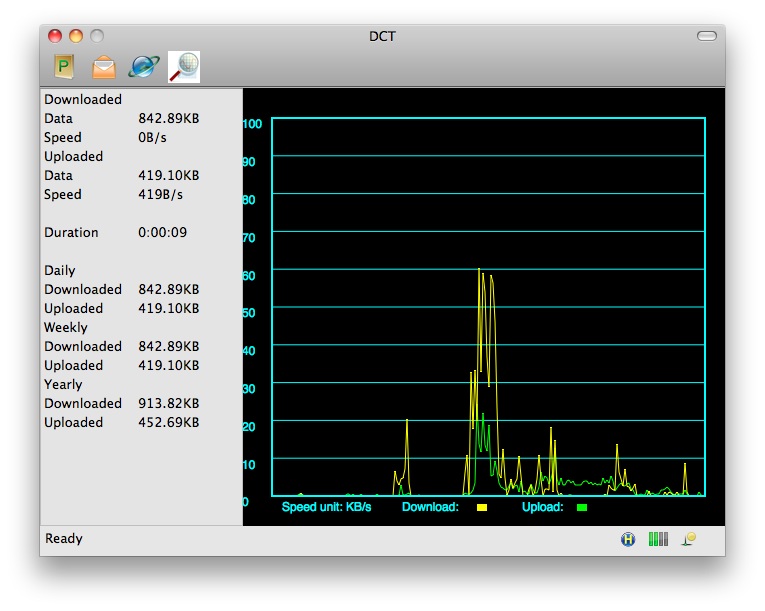 DCT
P
Downloaded
Data 842.89KB
Speed 0B/s
Uploaded
Data 419.10KB
Speed 419B/s
Duration 0:00:09
Daily
Downloaded 842.89KB
Uploaded 419.10KB
Weekly
Downloaded 842.89KB
Uploaded 419.10KB
Yearly
Downloaded 913.82KB
Uploaded 452.69KB
100
90
80
70
60
50
40
30
20
10
0
Speed unit: KB/s Download: Upload:
Ready H